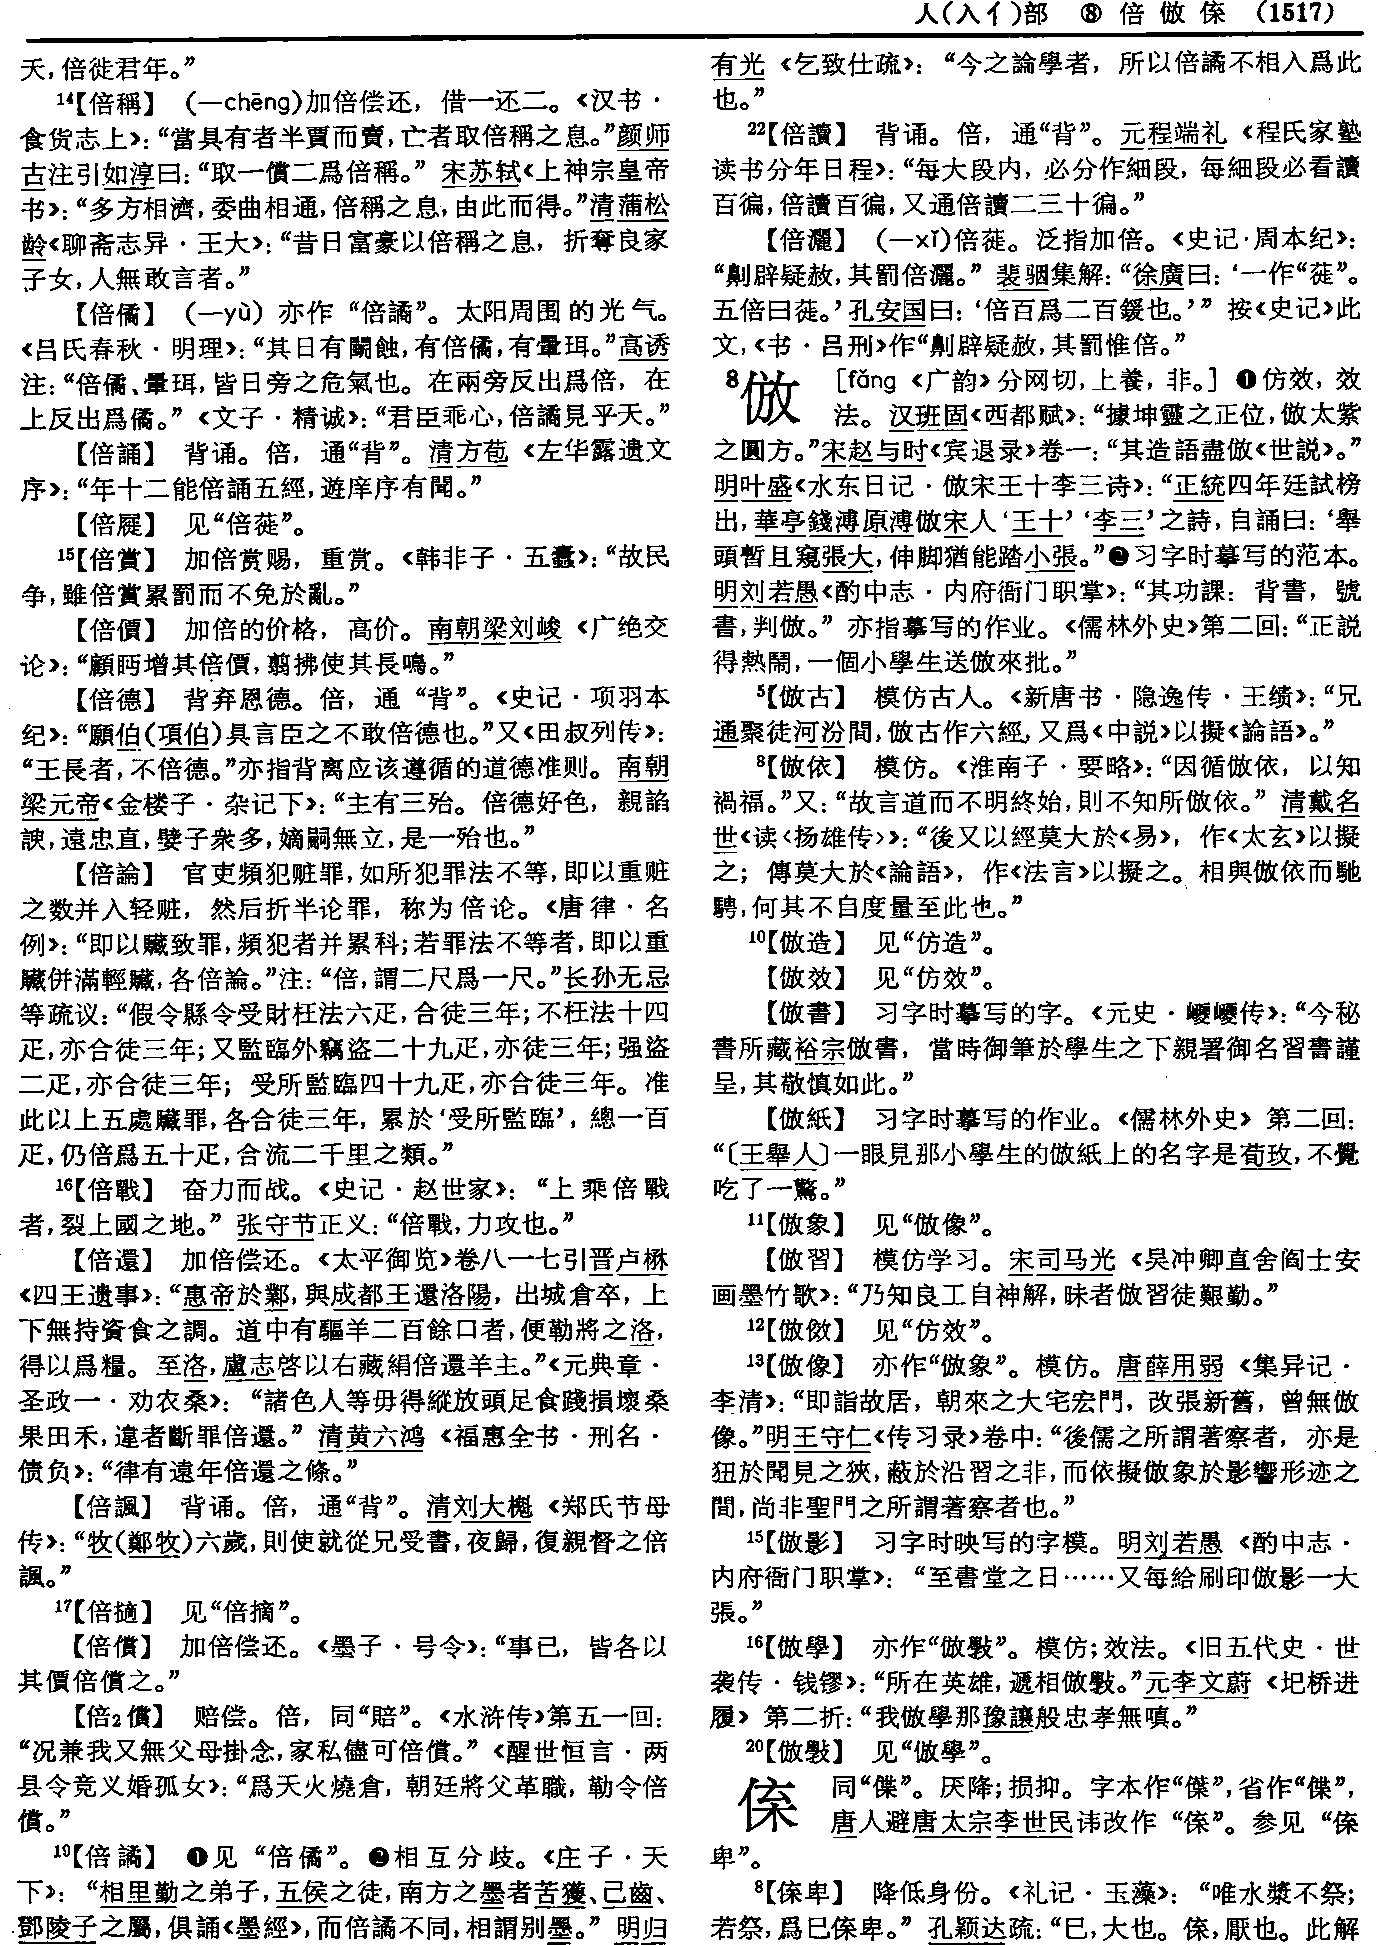 人(入亻)部　⑧　倍倣倷　(1517)
天，倍徙君年。”
14【倍稱】　(—chēng)加倍偿还，借一还二。《汉书·
食货志上》：“當具有者半賈而賣，亡者取倍稱之息。”颜师
古注引如淳曰：“取一償二爲倍稱。”宋苏轼《上神宗皇帝
书》：“多方相濟，委曲相通，倍稱之息，由此而得。”清蒲松
龄《聊斋志异·王大》：“昔日富豪以倍稱之息，折奪良家
子女，人無敢言者。”
【倍僪】　(—yù)亦作“倍譎”。太阳周围的光气。
《吕氏春秋·明理》：“其日有鬭蝕，有倍僪，有暈珥。”高诱
注：“倍僪、暈珥，皆日旁之危氣也。在兩旁反出爲倍，在
上反出爲僪。”《文子·精诚》：“君臣乖心，倍譎見乎天。”
【倍誦】　背诵。倍，通“背”。清方苞《左华露遗文
序》：“年十二能倍誦五經，遊庠序有聞。”
【倍屣】　见“倍蓰”。
15【倍賞】　加倍赏赐，重赏。《韩非子·五蠹》：“故民
争，雖倍賞累罰而不免於亂。”
【倍價】　加倍的价格，高价。南朝梁刘峻《广绝交
论》：“顧眄增其倍價，翦拂使其長鳴。”
【倍德】　背弃恩德。倍，通“背”。《史记·项羽本
纪》：“願伯(項伯)具言臣之不敢倍德也。”又《田叔列传》：
“王長者，不倍德。”亦指背离应该遵循的道德准则。南朝
梁元帝《金楼子·杂记下》：“主有三殆。倍德好色，親諂
諛，遠忠直，嬖子衆多，嫡嗣無立，是一殆也。”
【倍論】　官吏頻犯赃罪，如所犯罪法不等，即以重赃
之数并入轻赃，然后折半论罪，称为倍论。《唐律·名
例》：“即以贓致罪，頻犯者并累科；若罪法不等者，即以重
贓併滿輕贓，各倍論。”注：“倍，謂二尺爲一尺。”长孙无忌
等疏议：“假令縣令受財枉法六疋，合徒三年；不枉法十四
疋，亦合徒三年；又監臨外竊盜二十九疋，亦徒三年；强盜
二疋，亦合徒三年；受所監臨四十九疋，亦合徒三年。准
此以上五處贓罪，各合徒三年，累於‘受所監臨’，總一百
疋，仍倍爲五十疋，合流二千里之類。”
16【倍戰】　奋力而战。《史记·赵世家》：“上乘倍戰
者，裂上國之地。”张守节正义：“倍戰，力攻也。”
【倍還】　加倍偿还。《太平御览》卷八一七引晋卢綝
《四王遗事》：“惠帝於鄴，與成都王還洛陽，出城倉卒，上
下無持資食之調。道中有驅羊二百餘口者，便勒將之洛，
得以爲糧。至洛，盧志啓以右藏絹倍還羊主。”《元典章·
圣政一·劝农桑》：“諸色人等毋得縱放頭足食踐損壞桑
果田禾，違者斷罪倍還。”清黄六鸿《福惠全书·刑名·
债负》：“律有遠年倍還之條。”
【倍諷】　背诵。倍，通“背”。清刘大櫆《郑氏节母
传》：“牧(鄭牧)六歲，則使就從兄受書，夜歸，復親督之倍
諷。”
17【倍擿】　见“倍摘”。
【倍償】　加倍偿还。《墨子·号令》：“事已，皆各以
其價倍償之。”
【倍2償】　赔偿。倍，同“賠”。《水浒传》第五一回：
“况兼我又無父母掛念，家私儘可倍償。”《醒世恒言·两
县令竞义婚孤女》：“爲天火燒倉，朝廷將父革職，勒令倍
償。”
19【倍譎】　❶见“倍僪”。❷相互分歧。《庄子·天
下》：“相里勤之弟子，五侯之徒，南方之墨者苦獲、己齒、
鄧陵子之屬，俱誦《墨經》，而倍譎不同，相謂别墨。”明归
有光《乞致仕疏》：“今之論學者，所以倍譎不相入爲此
也。”
22【倍讀】　背诵。倍，通“背”。元程端礼《程氏家塾
读书分年日程》：“每大段内，必分作細段，每細段必看讀
百徧，倍讀百徧，又通倍讀二三十徧。”
【倍灑】　(—xǐ)倍蓰。泛指加倍。《史记·周本纪》：
“劓辟疑赦，其罰倍灑。”裴骃集解：“徐廣曰：‘一作“蓰”。
五倍曰蓰。’孔安国曰：‘倍百爲二百鍰也。’”按《史记》此
文，《书·吕刑》作“劓辟疑赦，其罰惟倍。”
8倣　[fǎng《广韵》分网切，上養，非。]❶仿效，效
法。汉班固《西都赋》：“據坤靈之正位，倣太紫
之圓方。”宋赵与时《宾退录》卷一：“其造語盡倣《世説》。”
明叶盛《水东日记·倣宋王十李三诗》：“正統四年廷試榜
出，華亭錢溥原溥倣宋人‘王十’‘李三’之詩，自誦曰：‘舉
頭暫且窺張大，伸脚猶能踏小張。”❷习字时摹写的范本。
明刘若愚《酌中志·内府衙门职掌》：“其功課：背書，號
書，判倣。”亦指摹写的作业。《儒林外史》第二回：“正説
得熱鬧，一個小學生送倣來批。”
5【倣古】　模仿古人。《新唐书·隐逸传·王绩》：“兄
通聚徒河汾間，倣古作六經，又爲《中説》以擬《論語》。”
8【倣依】　模仿。《淮南子·要略》：“因循倣依，以知
禍福。”又：“故言道而不明終始，則不知所倣依。”清戴名
世《读〈扬雄传〉》：“後又以經莫大於《易》，作《太玄》以擬
之；傳莫大於《論語》，作《法言》以擬之。相與倣依而馳
騁，何其不自度量至此也。”
10【倣造】　见“仿造”。
【倣效】　见“仿效”。
【倣書】　习字时摹写的字。《元史·巎巎传》：“今秘
書所藏裕宗倣書，當時御筆於學生之下親署御名習書謹
呈，其敬慎如此。”
【倣紙】　习字时摹写的作业。《儒林外史》第二回：
“〔王舉人〕一眼見那小學生的倣紙上的名字是荀玫，不覺
吃了一驚。”
11【倣象】　见“倣像”。
【倣習】　模仿学习。宋司马光《吴冲卿直舍阎士安
画墨竹歌》：“乃知良工自神解，昧者倣習徒艱勤。”
12【倣傚】　见“仿效”。
13【倣像】　亦作“倣象”。模仿。唐薛用弱《集异记·
李清》：“即詣故居，朝來之大宅宏門，改張新舊，曾無倣
像。”明王守仁《传习录》卷中：“後儒之所謂著察者，亦是
狃於聞見之狹，蔽於沿習之非，而依擬倣象於影響形迹之
間，尚非聖門之所謂著察者也。”
15【倣影】　习字时映写的字模。明刘若愚《酌中志·
内府衙门职掌》：“至書堂之日……又每給刷印倣影一大
張。”
16【倣學】　亦作“倣斆”。模仿；效法。《旧五代史·世
袭传·钱镠》：“所在英雄，遞相倣斆。”元李文蔚《圯桥进
履》第二折：“我倣學那豫讓般忠孝無嗔。”
20【倣斆】　见“倣學”。
倷　同“偞”。厌降；损抑。字本作“僷”，省作“偞”，
唐人避唐太宗李世民讳改作“倷”。参见“倷
卑”。
8【倷卑】　降低身份。《礼记·玉藻》：“唯水漿不祭；
若祭，爲巳倷卑。”孔颖达疏：“巳，大也。倷，厭也。此解